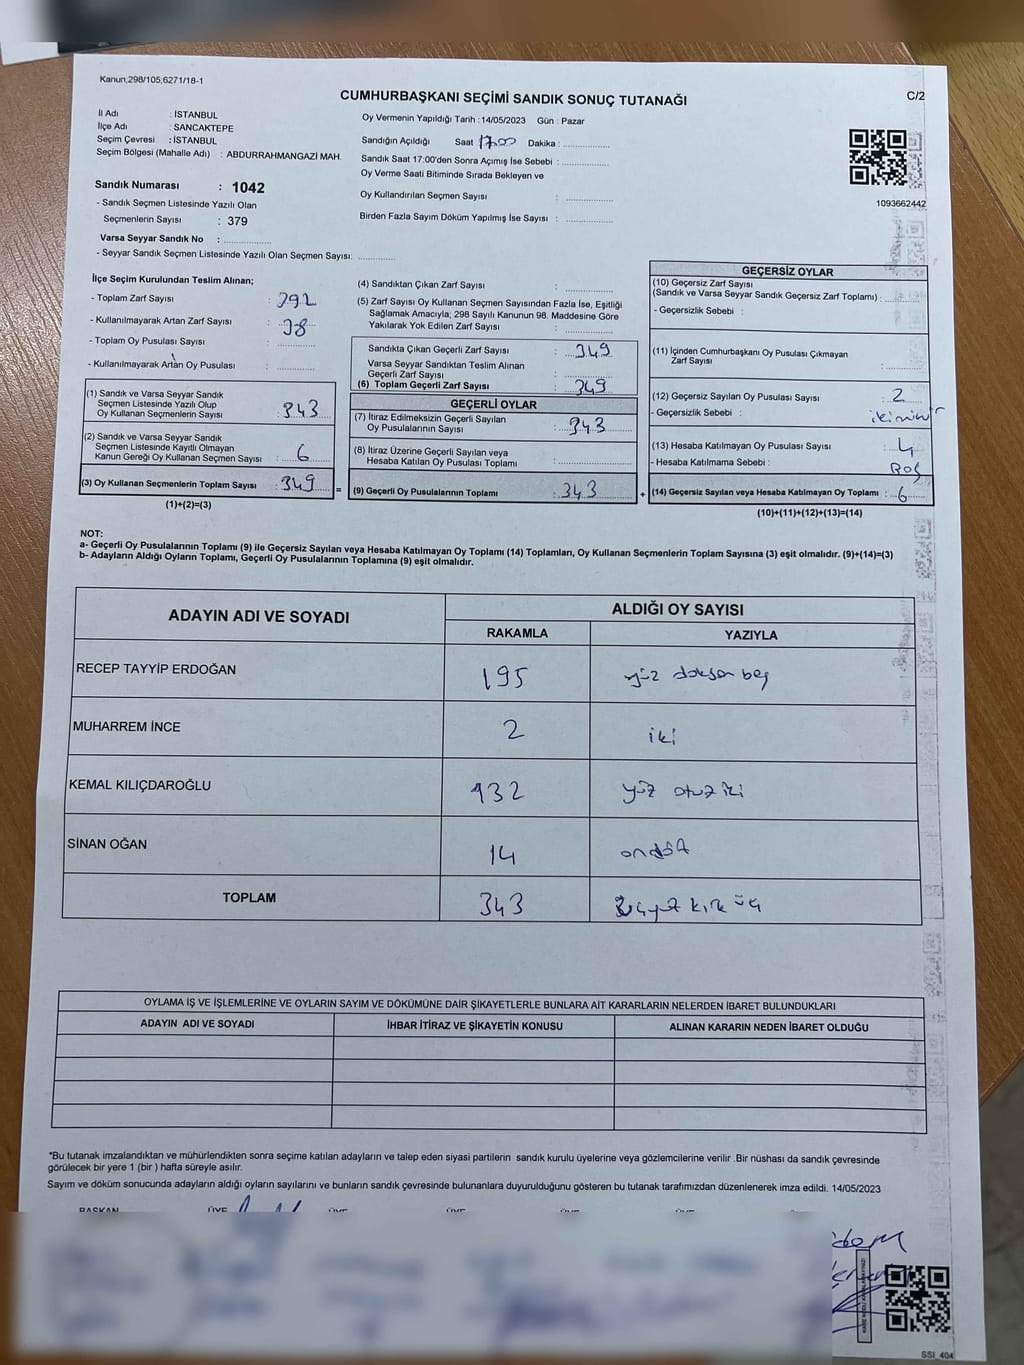 Kanun;298/105,6271/18-1
CUMHURBAŞKANI SEÇİMİ SANDIK SONUÇ TUTANAĞI
C/2
İl Adı : İSTANBUL
İlçe Adı : SANCAKTEPE
Seçim Çevresi : İSTANBUL
Seçim Bölgesi (Mahalle Adı) : ABDURRAHMANGAZİ MAH.
Oy Vermenin Yapıldığı Tarih : 14/05/2023 Gün : Pazar
Sandığın Açıldığı Saat 17.00 Dakika :
Sandık Saat 17:00'den Sonra Açımış İse Sebebi :
Oy Verme Saati Bitiminde Sırada Bekleyen ve
Oy Kullandırılan Seçmen Sayısı :
Birden Fazla Sayım Döküm Yapılmış İse Sayısı :
1093662442
Sandık Numarası : 1042
- Sandık Seçmen Listesinde Yazılı Olan
Seçmenlerin Sayısı : 379
Varsa Seyyar Sandık No :
- Seyyar Sandık Seçmen Listesinde Yazılı Olan Seçmen Sayısı:
İlçe Seçim Kurulundan Teslim Alınan;
- Toplam Zarf Sayısı : 392
- Kullanılmayarak Artan Zarf Sayısı : 38
- Toplam Oy Pusulası Sayısı :
- Kullanılmayarak Artan Oy Pusulası :
(1) Sandık ve Varsa Seyyar Sandık
Seçmen Listesinde Yazılı Olup
Oy Kullanan Seçmenlerin Sayısı : 343
(2) Sandık ve Varsa Seyyar Sandık
Seçmen Listesinde Kayıtlı Olmayan
Kanun Gereği Oy Kullanan Seçmen Sayısı : 6
(3) Oy Kullanan Seçmenlerin Toplam Sayısı : 349
(1)+(2)=(3)
(4) Sandıktan Çıkan Zarf Sayısı :
(5) Zarf Sayısı Oy Kullanan Seçmen Sayısından Fazla İse, Eşitliği
Sağlamak Amacıyla; 298 Sayılı Kanunun 98. Maddesine Göre
Yakılarak Yok Edilen Zarf Sayısı :
Sandıkta Çıkan Geçerli Zarf Sayısı : 349
Varsa Seyyar Sandıktan Teslim Alınan
Geçerli Zarf Sayısı :
(6) Toplam Geçerli Zarf Sayısı : 349
GEÇERLİ OYLAR
(7) İtiraz Edilmeksizin Geçerli Sayılan
Oy Pusulalarının Sayısı : 343
(8) İtiraz Üzerine Geçerli Sayılan veya
Hesaba Katılan Oy Pusulası Toplamı :
= (9) Geçerli Oy Pusulalarının Toplamı : 343
GEÇERSİZ OYLAR
(10) Geçersiz Zarf Sayısı
(Sandık ve Varsa Seyyar Sandık Geçersiz Zarf Toplamı) :
- Geçersizlik Sebebi :
(11) İçinden Cumhurbaşkanı Oy Pusulası Çıkmayan
Zarf Sayısı :
(12) Geçersiz Sayılan Oy Pusulası Sayısı : 2
- Geçersizlik Sebebi :
(13) Hesaba Katılmayan Oy Pusulası Sayısı : 4
- Hesaba Katılmama Sebebi : BOŞ
+ (14) Geçersiz Sayılan veya Hesaba Katılmayan Oy Toplamı : 6
(10)+(11)+(12)+(13)=(14)
NOT:
a- Geçerli Oy Pusulalarının Toplamı (9) ile Geçersiz Sayılan veya Hesaba Katılmayan Oy Toplamı (14) Toplamları, Oy Kullanan Seçmenlerin Toplam Sayısına (3) eşit olmalıdır. (9)+(14)=(3)
b- Adayların Aldığı Oyların Toplamı, Geçerli Oy Pusulalarının Toplamına (9) eşit olmalıdır.
ADAYIN ADI VE SOYADI
ALDIĞI OY SAYISI
RAKAMLA YAZIYLA
RECEP TAYYİP ERDOĞAN 195 yüz doksan beş
MUHARREM İNCE 2 iki
KEMAL KILIÇDAROĞLU 132 yüz otuz iki
SİNAN OĞAN 14 ondört
TOPLAM 343 üçyüz kırk üç
OYLAMA İŞ VE İŞLEMLERİNE VE OYLARIN SAYIM VE DÖKÜMÜNE DAİR ŞİKAYETLERLE BUNLARA AİT KARARLARIN NELERDEN İBARET BULUNDUKLARI
ADAYIN ADI VE SOYADI İHBAR İTİRAZ VE ŞİKAYETİN KONUSU ALINAN KARARIN NEDEN İBARET OLDUĞU
*Bu tutanak imzalandıktan ve mühürlendikten sonra seçime katılan adayların ve talep eden siyasi partilerin sandık kurulu üyelerine veya gözlemcilerine verilir .Bir nüshası da sandık çevresinde
görülecek bir yere 1 (bir ) hafta süreyle asılır.
Sayım ve döküm sonucunda adayların aldığı oyların sayılarını ve bunların sandık çevresinde bulunanlara duyurulduğunu gösteren bu tutanak tarafımızdan düzenlenerek imza edildi. 14/05/2023
BAŞKAN ÜYE ÜYE ÜYE ÜYE ÜYE
SSI_404